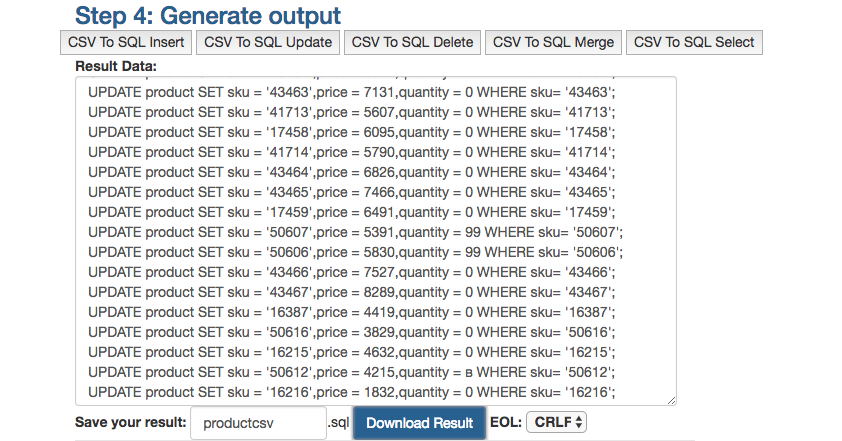 Step 4: Generate output
CSV To SQL Insert CSV To SQL Update CSV To SQL Delete CSV To SQL Merge CSV To SQL Select
Result Data:
UPDATE product SET sku = '43463',price = 7131,quantity = 0 WHERE sku= '43463';
UPDATE product SET sku = '41713',price = 5607,quantity = 0 WHERE sku= '41713';
UPDATE product SET sku = '17458',price = 6095,quantity = 0 WHERE sku= '17458';
UPDATE product SET sku = '41714',price = 5790,quantity = 0 WHERE sku= '41714';
UPDATE product SET sku = '43464',price = 6826,quantity = 0 WHERE sku= '43464';
UPDATE product SET sku = '43465',price = 7466,quantity = 0 WHERE sku= '43465';
UPDATE product SET sku = '17459',price = 6491,quantity = 0 WHERE sku= '17459';
UPDATE product SET sku = '50607',price = 5391,quantity = 99 WHERE sku= '50607';
UPDATE product SET sku = '50606',price = 5830,quantity = 99 WHERE sku= '50606';
UPDATE product SET sku = '43466',price = 7527,quantity = 0 WHERE sku= '43466';
UPDATE product SET sku = '43467',price = 8289,quantity = 0 WHERE sku= '43467';
UPDATE product SET sku = '16387',price = 4419,quantity = 0 WHERE sku= '16387';
UPDATE product SET sku = '50616',price = 3829,quantity = 0 WHERE sku= '50616';
UPDATE product SET sku = '16215',price = 4632,quantity = 0 WHERE sku= '16215';
UPDATE product SET sku = '50612',price = 4215,quantity = в WHERE sku= '50612';
UPDATE product SET sku = '16216',price = 1832,quantity = 0 WHERE sku= '16216';
Save your result: productcsv .sql Download Result EOL: CRLF